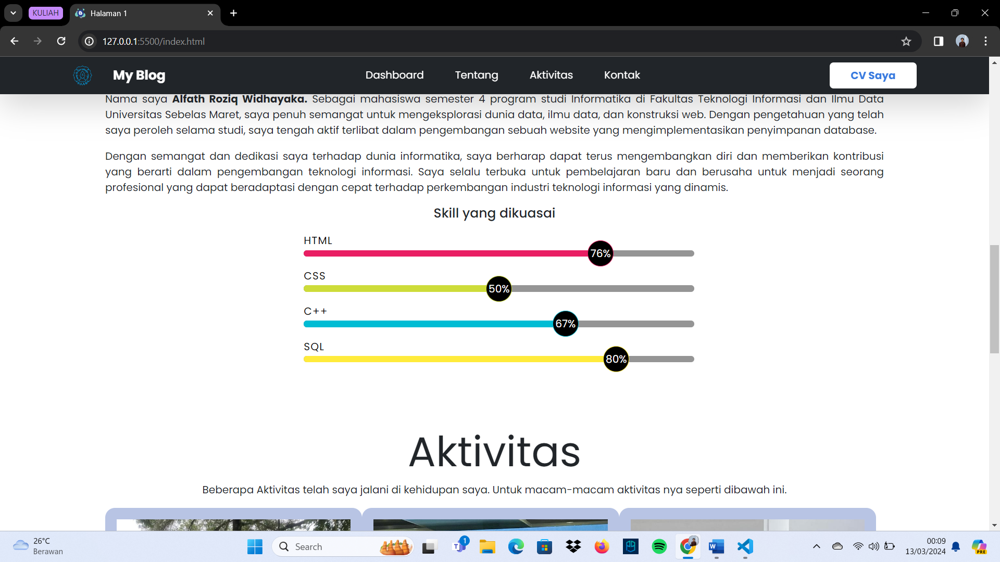 KULIAH
Halaman 1
127.0.0.1:5500/index.html
My Blog
Dashboard
Tentang
Aktivitas
Kontak
CV Saya
Nama saya Alfath Roziq Widhayaka. Sebagai mahasiswa semester 4 program studi Informatika di Fakultas Teknologi Informasi dan Ilmu Data
Universitas Sebelas Maret, saya penuh semangat untuk mengeksplorasi dunia data, ilmu data, dan konstruksi web. Dengan pengetahuan yang telah
saya peroleh selama studi, saya tengah aktif terlibat dalam pengembangan sebuah website yang mengimplementasikan penyimpanan database.
Dengan semangat dan dedikasi saya terhadap dunia informatika, saya berharap dapat terus mengembangkan diri dan memberikan kontribusi
yang berarti dalam pengembangan teknologi informasi. Saya selalu terbuka untuk pembelajaran baru dan berusaha untuk menjadi seorang
profesional yang dapat beradaptasi dengan cepat terhadap perkembangan industri teknologi informasi yang dinamis.
Skill yang dikuasai
HTML
76%
CSS
50%
C++
67%
SQL
80%
Aktivitas
Beberapa Aktivitas telah saya jalani di kehidupan saya. Untuk macam-macam aktivitas nya seperti dibawah ini.
26°C
Berawan
Search
1
00:09
13/03/2024
PRE